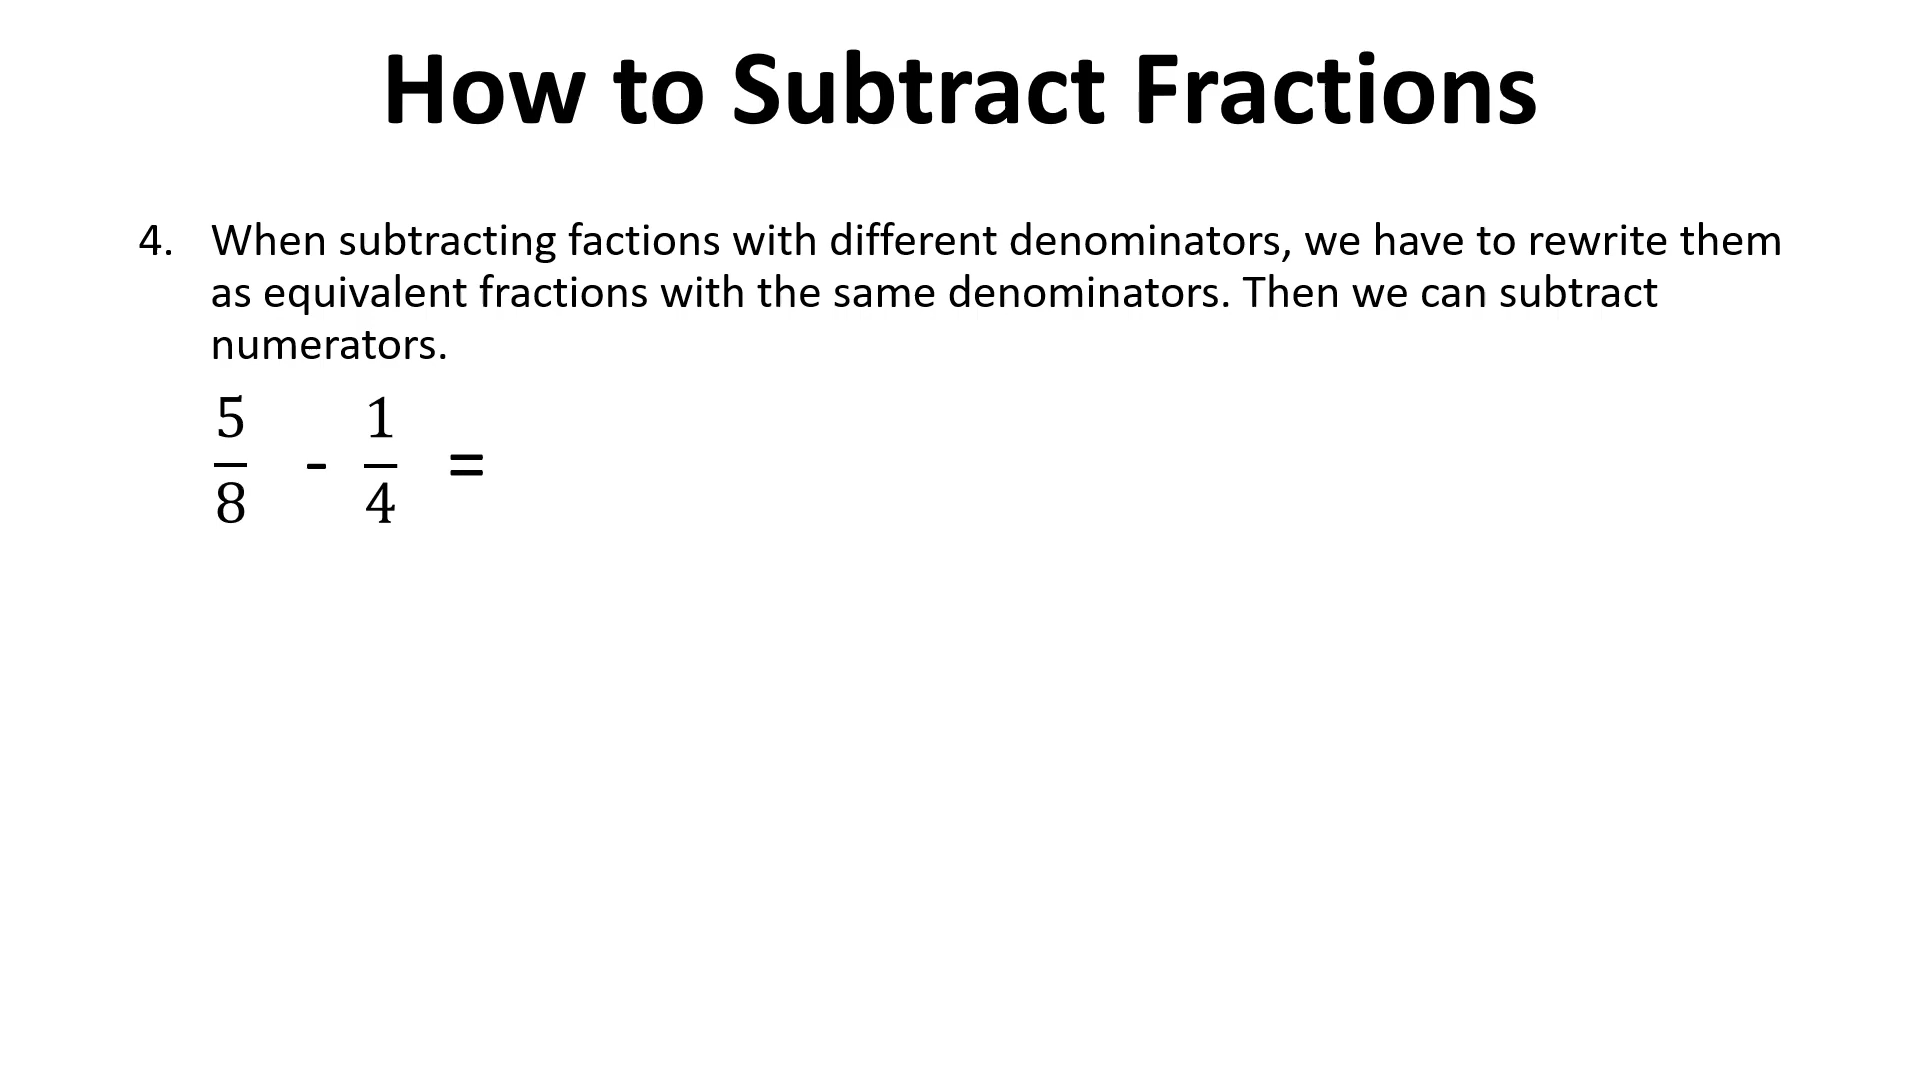 How to Subtract Fractions
4. When subtracting factions with different denominators, we have to rewrite them
as equivalent fractions with the same denominators. Then we can subtract
numerators.
5/8 - 1/4 =